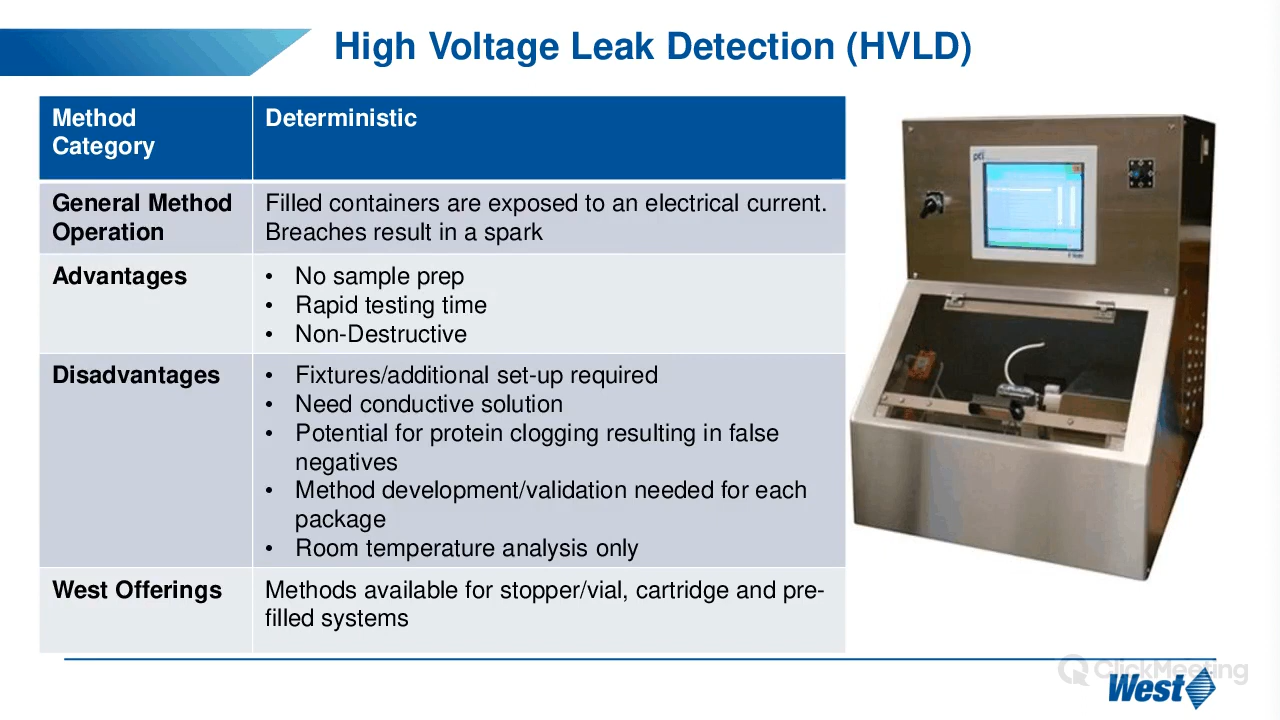 High Voltage Leak Detection (HVLD)
Method
Category
Deterministic
General Method
Operation
Filled containers are exposed to an electrical current.
Breaches result in a spark
Advantages
• No sample prep
• Rapid testing time
• Non-Destructive
Disadvantages
• Fixtures/additional set-up required
• Need conductive solution
• Potential for protein clogging resulting in false
negatives
• Method development/validation needed for each
package
• Room temperature analysis only
West Offerings
Methods available for stopper/vial, cartridge and pre-
filled systems
pti
ClickMeeting
West